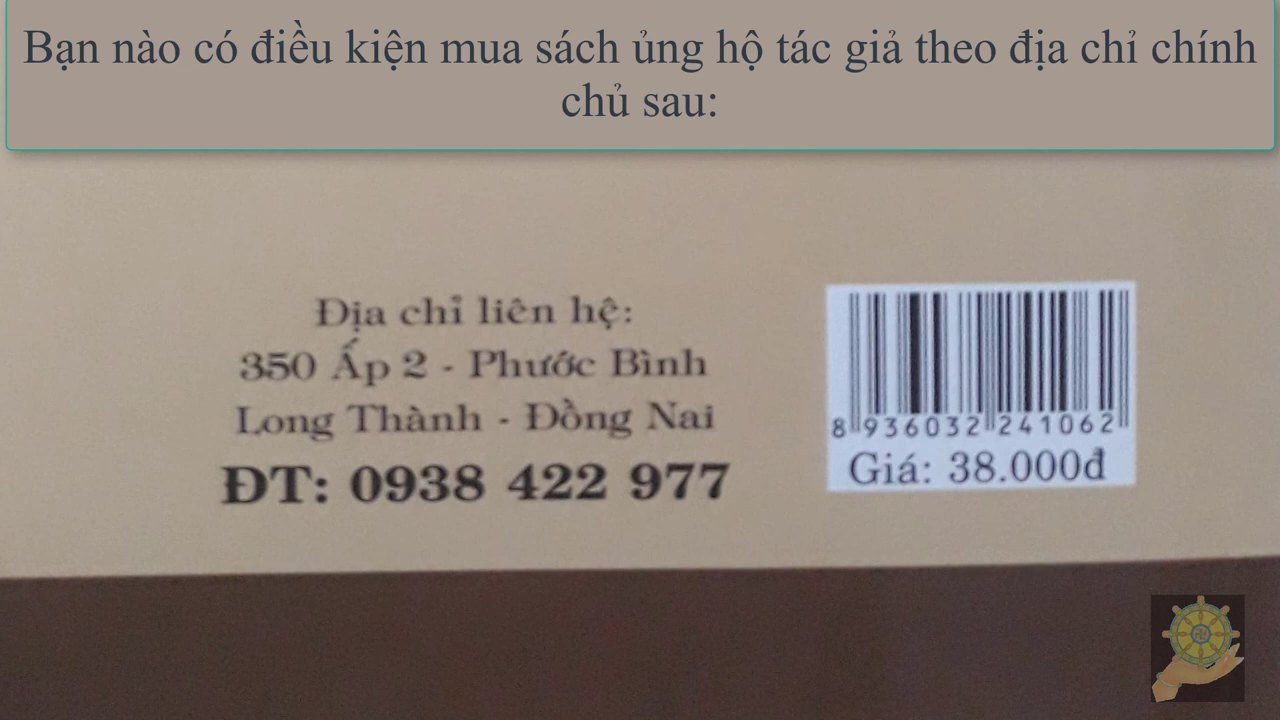 Bạn nào có điều kiện mua sách ủng hộ tác giả theo địa chỉ chính
chủ sau:
Địa chỉ liên hệ:
350 Ấp 2 - Phước Bình
Long Thành - Đồng Nai
ĐT: 0938 422 977
8 936032 241062
Giá: 38.000đ